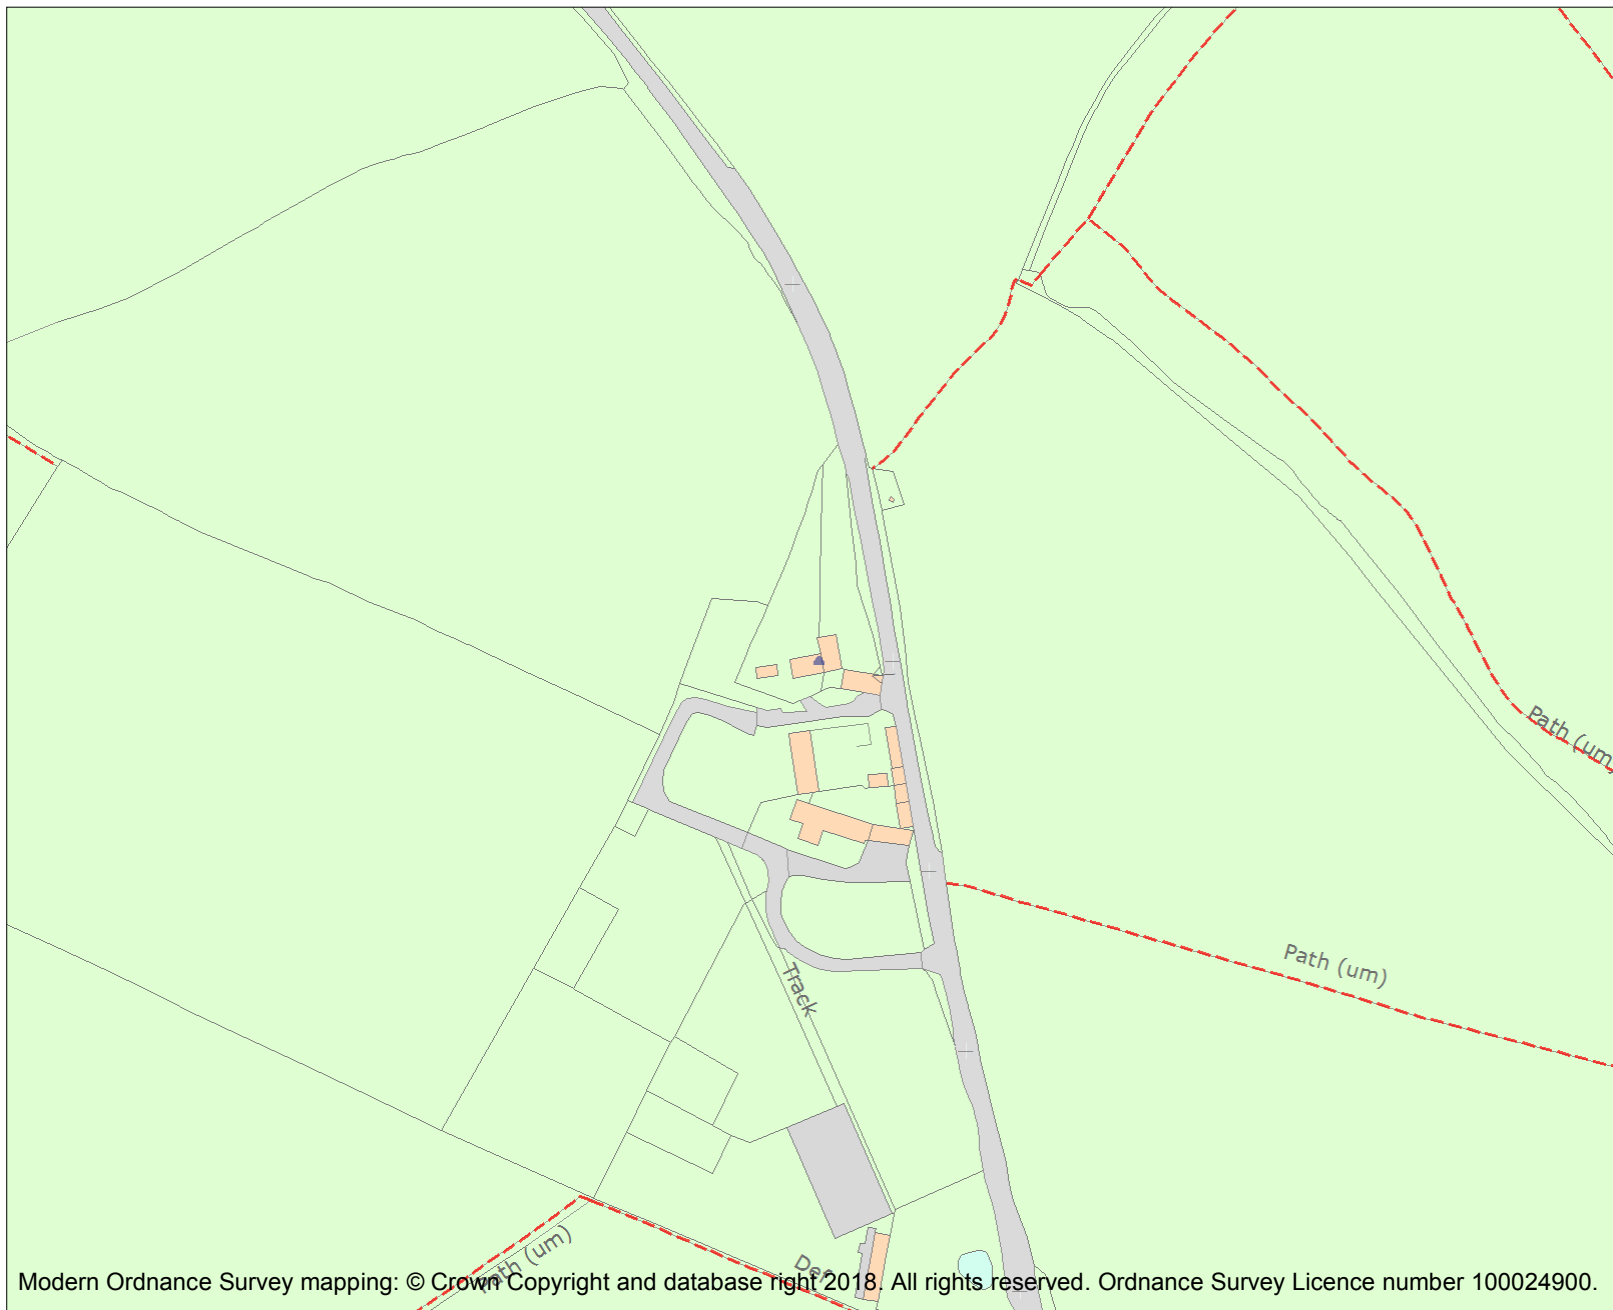 Path (um
Path (um)
Track
Path (um)
Def
Modern Ordnance Survey mapping: © Crown Copyright and database right 2018. All rights reserved. Ordnance Survey Licence number 100024900.